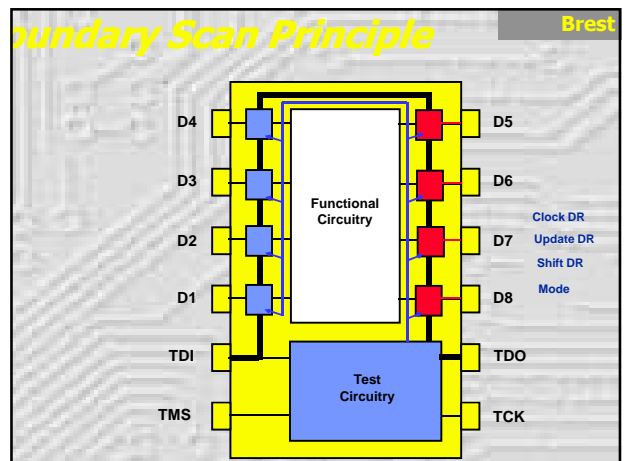 oundary Scan Principle
Brest
D4
D5
D3
D6
Functional
Circuitry
Clock DR
D2
D7
Update DR
Shift DR
D1
D8
Mode
TDI
TDO
Test
Circuitry
TMS
TCK